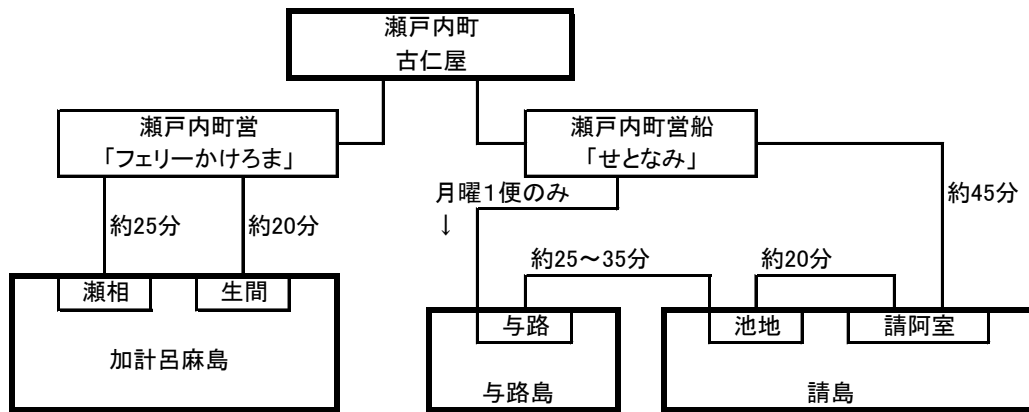 瀬戸内町
古仁屋
瀬戸内町営
「フェリーかけろま」
瀬戸内町営船
「せとなみ」
月曜1便のみ
↓
約25分
約20分
約45分
約25～35分
約20分
瀬相
生間
与路
池地
請阿室
加計呂麻島
与路島
請島